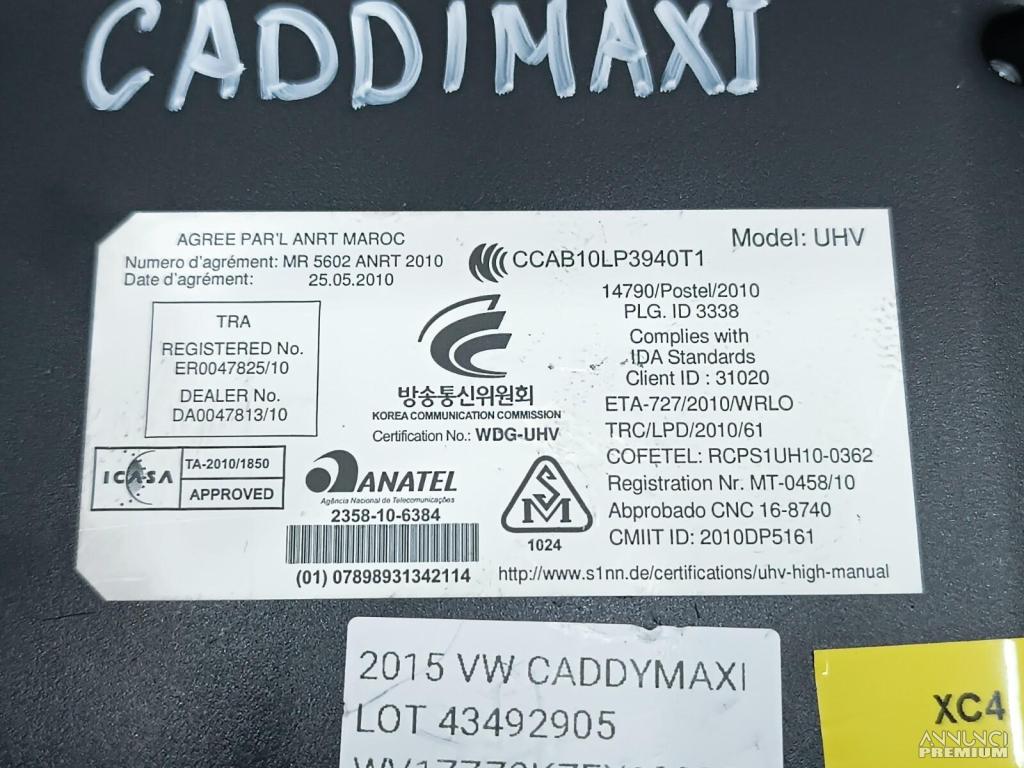 CADDIMAXI
AGREE PAR'L ANRT MAROC
Numero d'agrément: MR 5602 ANRT 2010
Date d'agrément: 25.05.2010
CCAB10LP3940T1
Model: UHV
TRA
REGISTERED No.
ER0047825/10
DEALER No.
DA0047813/10
방송통신위원회
KOREA COMMUNICATION COMMISSION
Certification No.: WDG-UHV
14790/Postel/2010
PLG. ID 3338
Complies with
IDA Standards
Client ID : 31020
ETA-727/2010/WRLO
TRC/LPD/2010/61
COFETEL: RCPS1UH10-0362
Registration Nr. MT-0458/10
Aprobado CNC 16-8740
CMIIT ID: 2010DP5161
ICASA
TA-2010/1850
APPROVED
ANATEL
Agência Nacional de Telecomunicações
2358-10-6384
(01) 07898931342114
SM
1024
http://www.s1nn.de/certifications/uhv-high-manual
2015 VW CADDYMAXI
LOT 43492905
XC4
ANNUNCI
PREMIUM